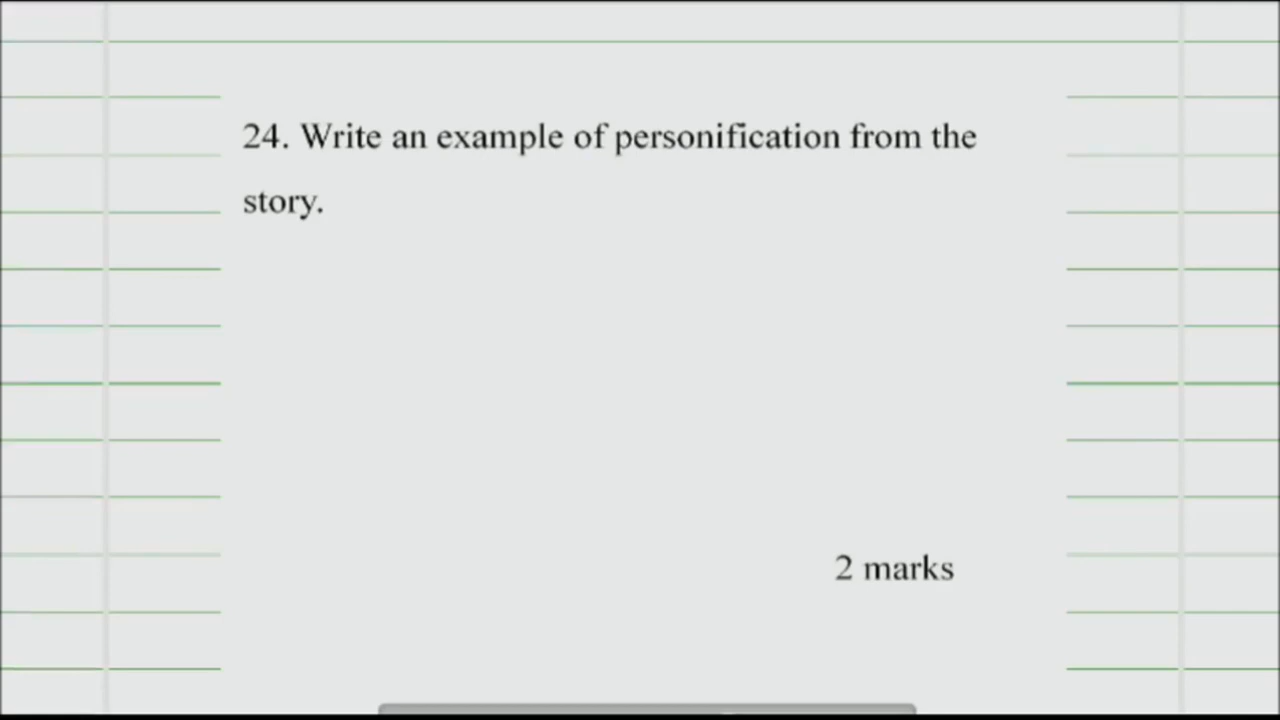 24. Write an example of personification from the
story.
2 marks